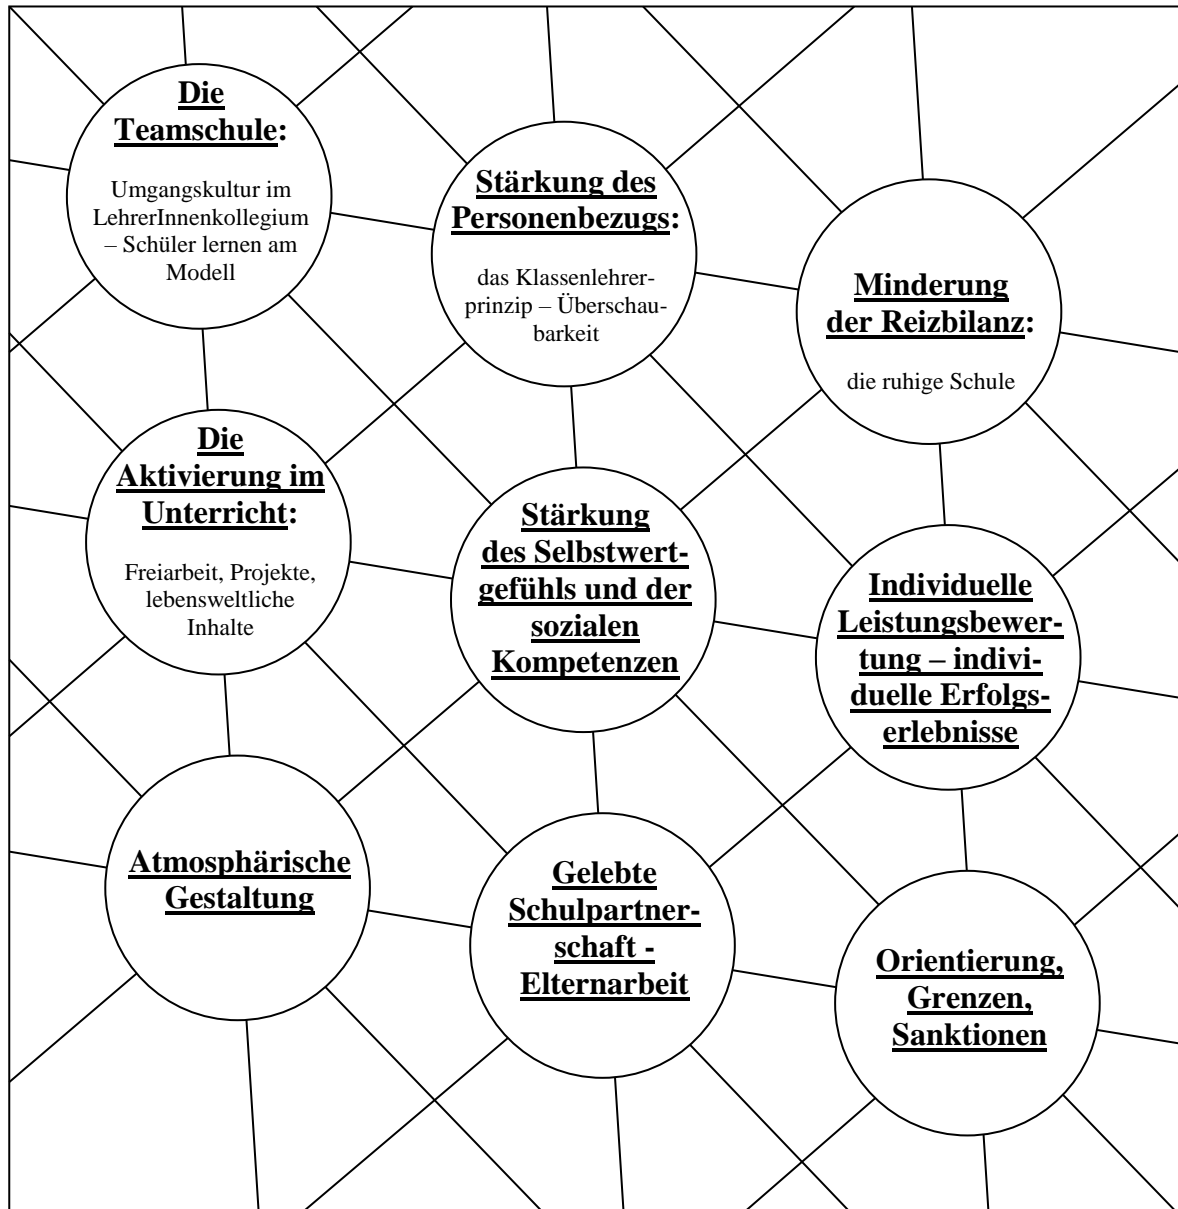 Die
Teamschule:
Umgangskultur im
LehrerInnenkollegium
– Schüler lernen am
Modell
Stärkung des
Personenbezugs:
das Klassenlehrer-
prinzip – Überschau-
barkeit
Minderung
der Reizbilanz:
die ruhige Schule
Die
Aktivierung im
Unterricht:
Freiarbeit, Projekte,
lebensweltliche
Inhalte
Stärkung
des Selbstwert-
gefühls und der
sozialen
Kompetenzen
Individuelle
Leistungsbewer-
tung – indivi-
duelle Erfolgs-
erlebnisse
Atmosphärische
Gestaltung
Gelebte
Schulpartner-
schaft -
Elternarbeit
Orientierung,
Grenzen,
Sanktionen